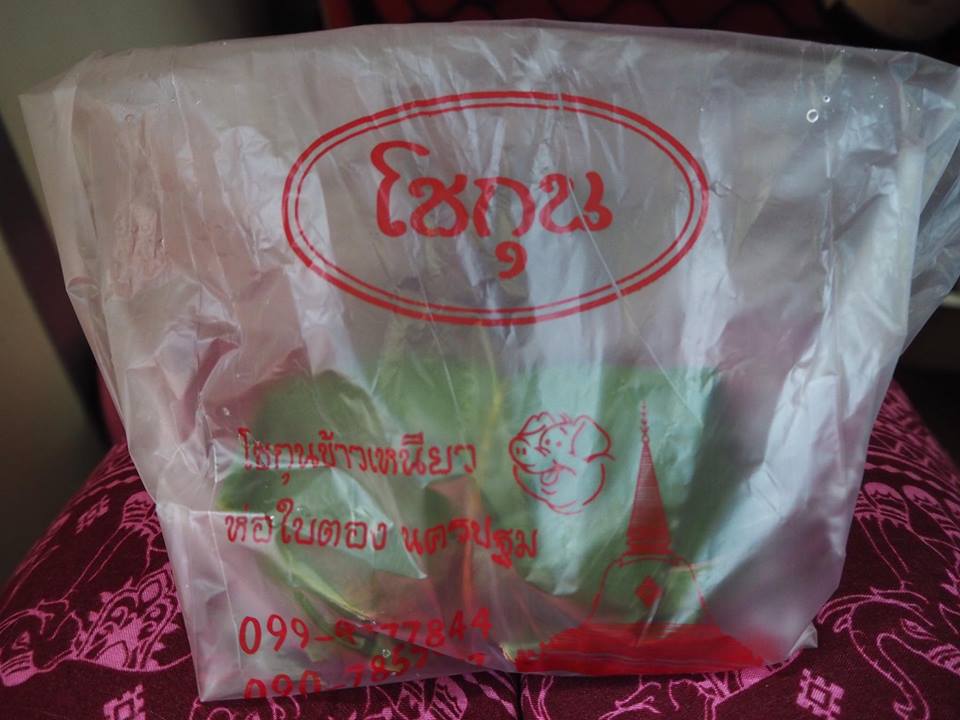 โชกุน
โชกุนข้าวเหนียว
ห่อใบตอง นครปฐม